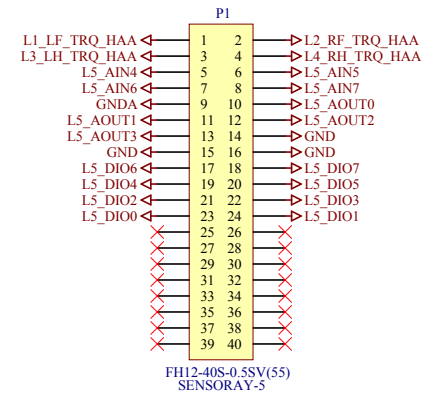 P1
L1_LF_TRQ_HAA 1 2 L2_RF_TRQ_HAA
L3_LH_TRQ_HAA 3 4 L4_RH_TRQ_HAA
L5_AIN4 5 6 L5_AIN5
L5_AIN6 7 8 L5_AIN7
GNDA 9 10 L5_AOUT0
L5_AOUT1 11 12 L5_AOUT2
L5_AOUT3 13 14 GND
GND 15 16 GND
L5_DIO6 17 18 L5_DIO7
L5_DIO4 19 20 L5_DIO5
L5_DIO2 21 22 L5_DIO3
L5_DIO0 23 24 L5_DIO1
25 26
27 28
29 30
31 32
33 34
35 36
37 38
39 40
FH12-40S-0.5SV(55)
SENSORAY-5